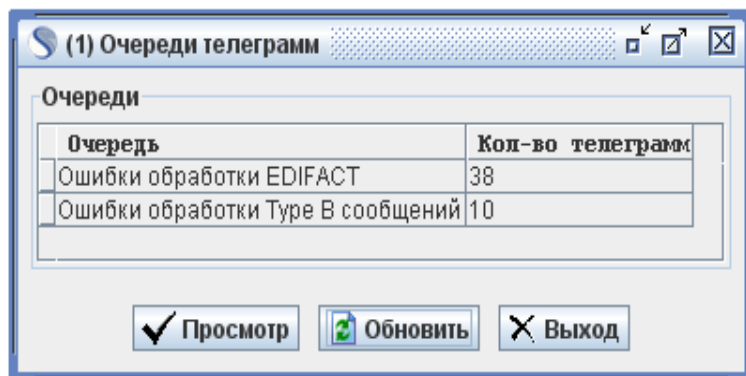 (1) Очереди телеграмм
Очереди
Очередь Кол-во телеграмм
Ошибки обработки EDIFACT 38
Ошибки обработки Type B сообщений 10
Просмотр Обновить Выход